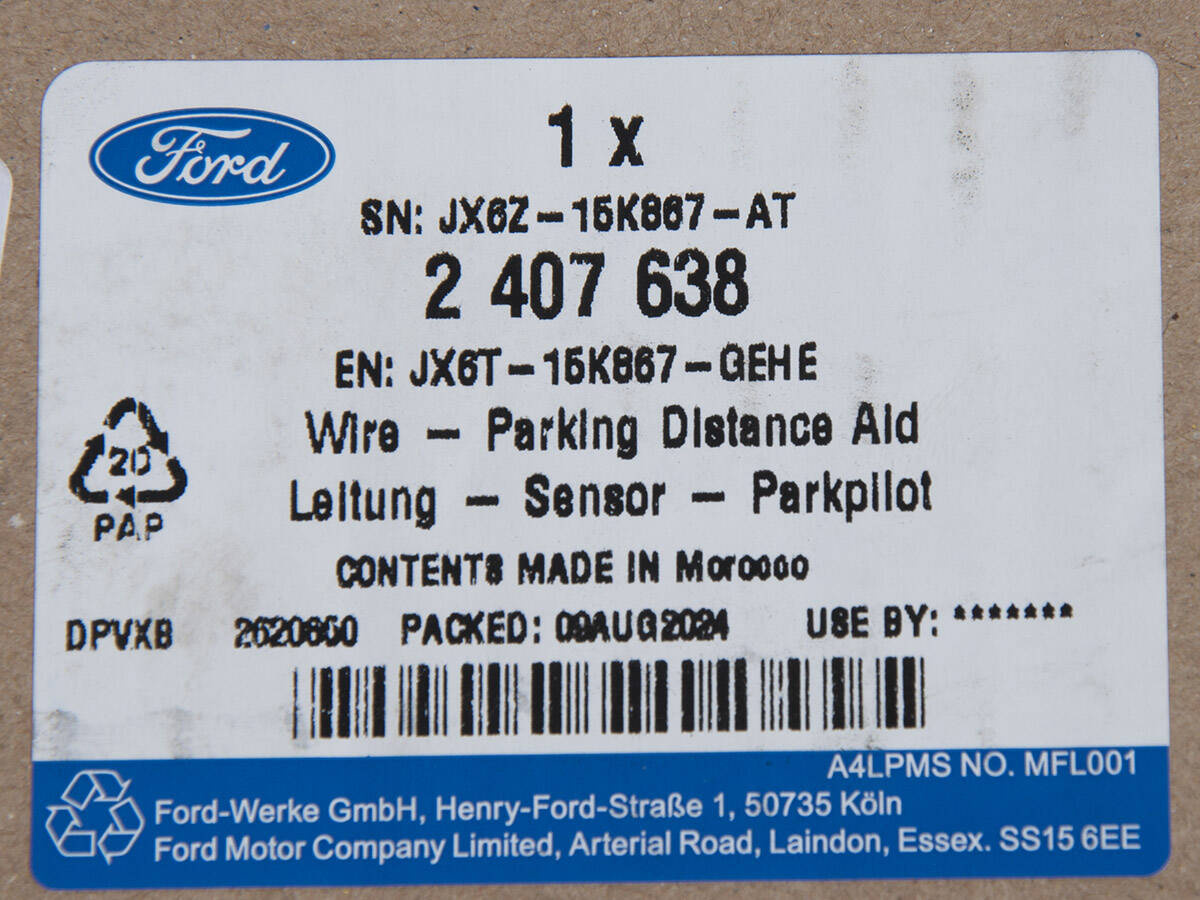 Ford
1 x
SN: JX6Z-15K867-AT
2 407 638
EN: JX6T-15K867-GEHE
Wire - Parking Distance Aid
Leitung - Sensor - Parkpilot
20
PAP
CONTENTS MADE IN Morocco
DPVXB PACKED: 09AUG2024 USE BY: *******
A4LPMS NO. MFL001
Ford-Werke GmbH, Henry-Ford-Straße 1, 50735 Köln
Ford Motor Company Limited, Arterial Road, Laindon, Essex. SS15 6EE